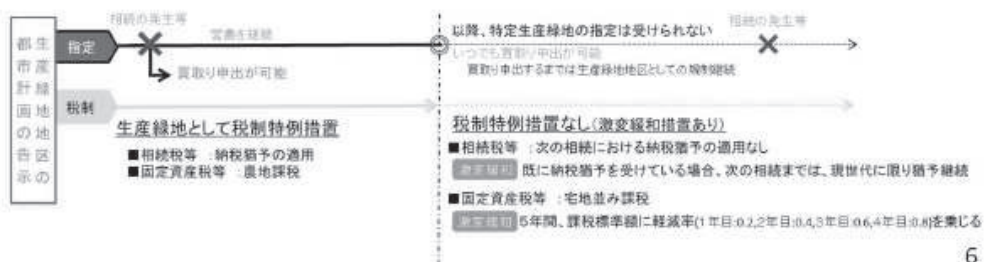 生産緑地地区の
都市計画の告示
指定
相続の発生等
営農を継続
買取り申出が可能
以降、特定生産緑地の指定は受けられない
相続の発生等
いつでも買取り申出が可能
買取り申出するまでは生産緑地地区としての規制継続
税制
生産緑地として税制特例措置
■相続税等 :納税猶予の適用
■固定資産税等 :農地課税
税制特例措置なし(激変緩和措置あり)
■相続税等 :次の相続における納税猶予の適用なし
激変緩和 既に納税猶予を受けている場合、次の相続までは、現世代に限り猶予継続
■固定資産税等 :宅地並み課税
激変緩和 5年間、課税標準額に軽減率(1年目:0.2,2年目:0.4,3年目:0.6,4年目:0.8)を乗じる
6